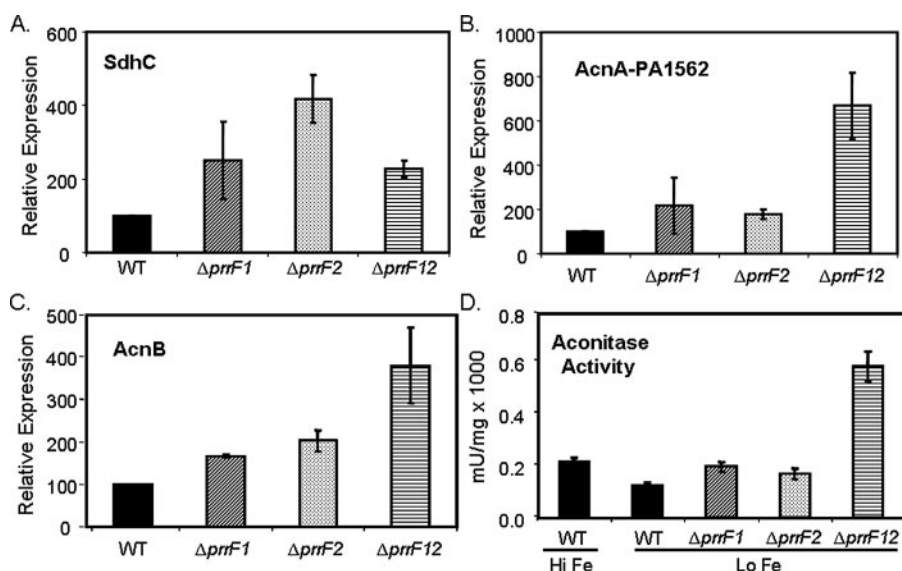 A.
SdhC
Relative Expression
600
400
200
0
WT ΔprrF1 ΔprrF2 ΔprrF12
B.
AcnA-PA1562
Relative Expression
1000
800
600
400
200
0
WT ΔprrF1 ΔprrF2 ΔprrF12
C.
AcnB
Relative Expression
500
400
300
200
100
0
WT ΔprrF1 ΔprrF2 ΔprrF12
D.
Aconitase
Activity
mU/mg x 1000
0.8
0.6
0.4
0.2
0.0
WT WT ΔprrF1 ΔprrF2 ΔprrF12
Hi Fe Lo Fe